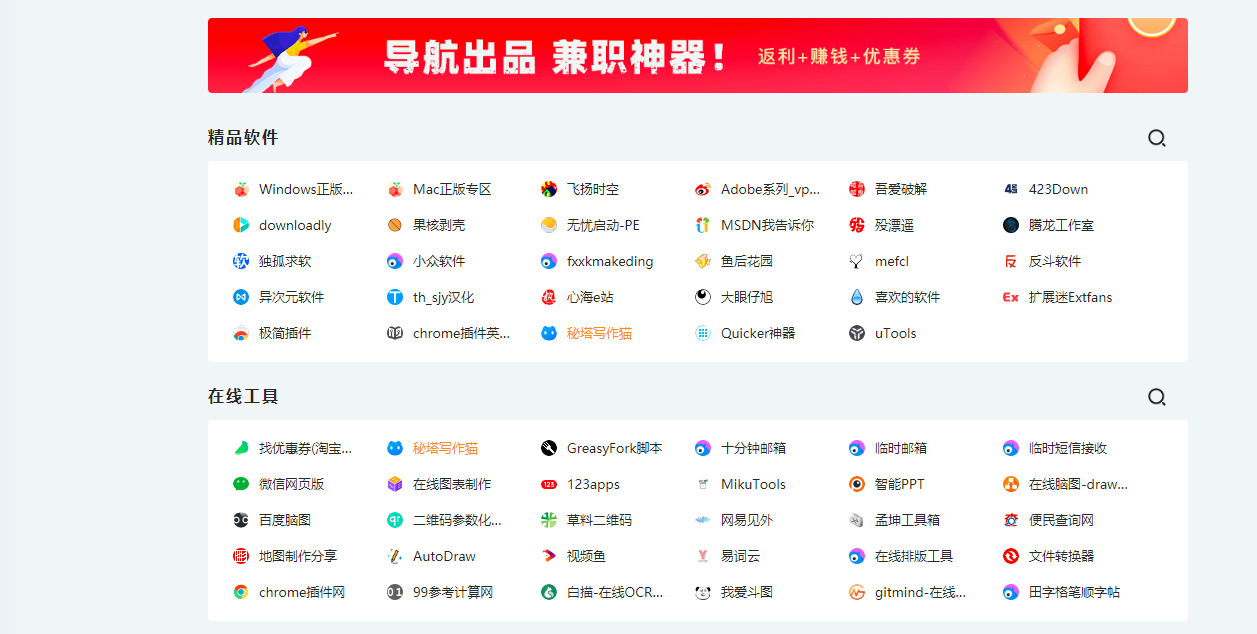 导航出品 兼职神器! 返利+赚钱+优惠券
精品软件
Windows正版... Mac正版专区 飞扬时空 Adobe系列_vp... 吾爱破解 423Down
downloadly 果核剥壳 无忧启动-PE MSDN我告诉你 殁漂遥 腾龙工作室
独孤求软 小众软件 fxxkmakeding 鱼后花园 mefcl 反斗软件
异次元软件 th_sjy汉化 心海e站 大眼仔旭 喜欢的软件 扩展迷Extfans
极简插件 chrome插件英... 秘塔写作猫 Quicker神器 uTools
在线工具
找优惠券(淘宝... 秘塔写作猫 GreasyFork脚本 十分钟邮箱 临时邮箱 临时短信接收
微信网页版 在线图表制作 123apps MikuTools 智能PPT 在线脑图-draw...
百度脑图 二维码参数化... 草料二维码 网易见外 孟坤工具箱 便民查询网
地图制作分享 AutoDraw 视频鱼 易词云 在线排版工具 文件转换器
chrome插件网 99参考计算网 白描-在线OCR... 我爱斗图 gitmind-在线... 田字格笔顺字帖